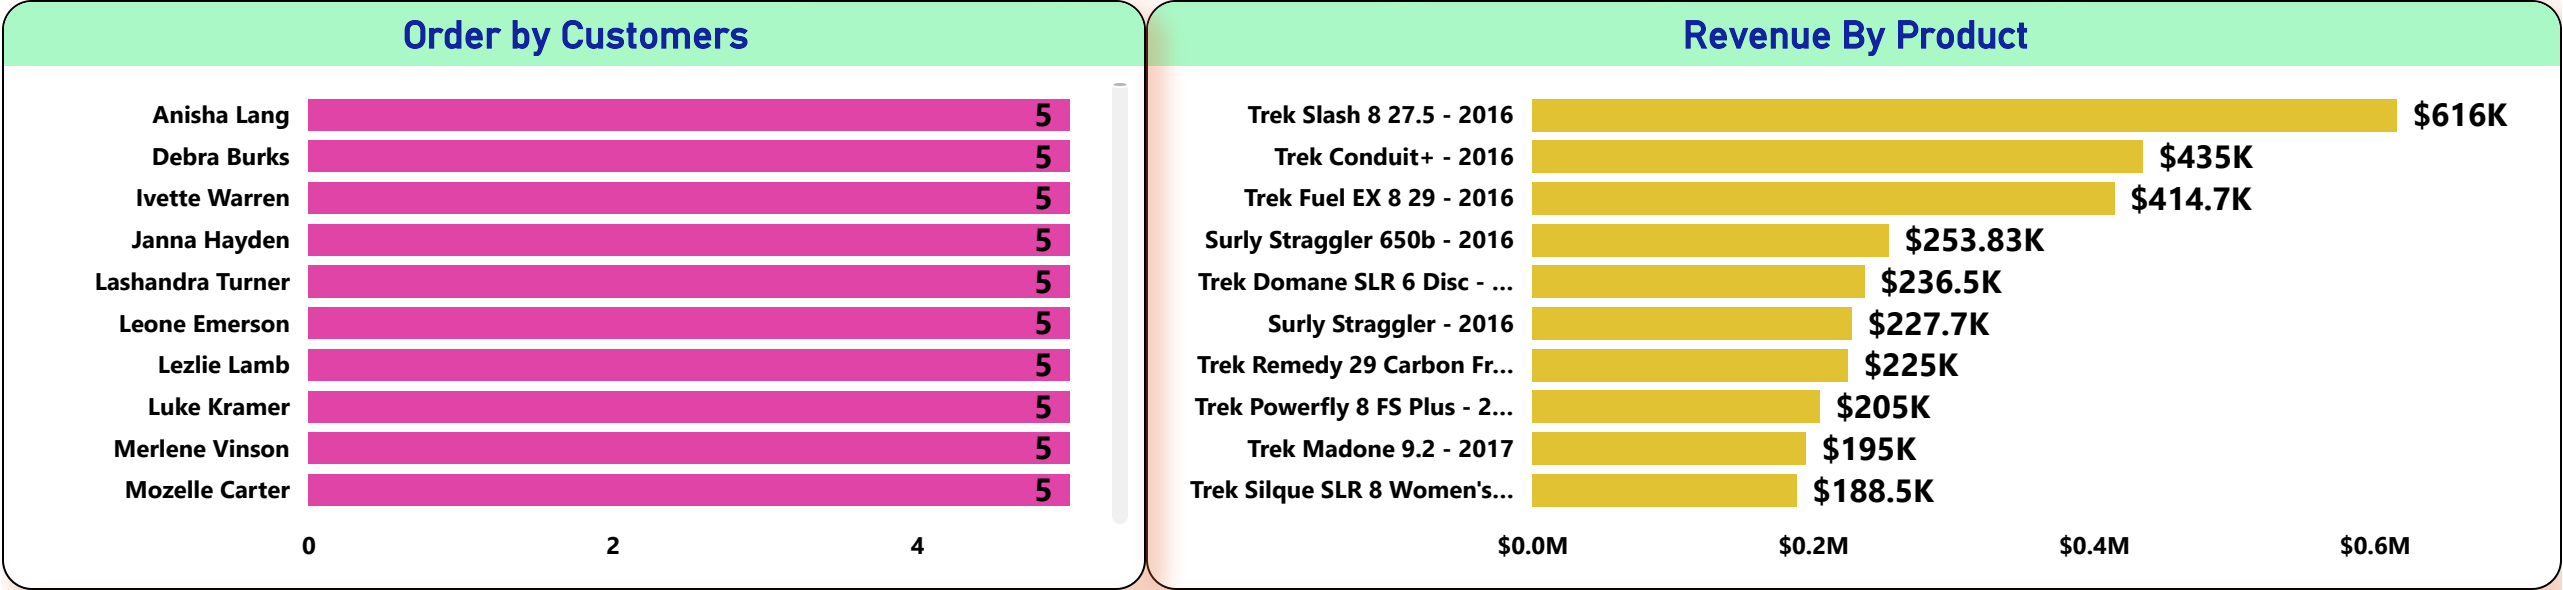 Order by Customers
Anisha Lang 5
Debra Burks 5
Ivette Warren 5
Janna Hayden 5
Lashandra Turner 5
Leone Emerson 5
Lezlie Lamb 5
Luke Kramer 5
Merlene Vinson 5
Mozelle Carter 5
0 2 4
Revenue By Product
Trek Slash 8 27.5 - 2016 $616K
Trek Conduit+ - 2016 $435K
Trek Fuel EX 8 29 - 2016 $414.7K
Surly Straggler 650b - 2016 $253.83K
Trek Domane SLR 6 Disc - ... $236.5K
Surly Straggler - 2016 $227.7K
Trek Remedy 29 Carbon Fr... $225K
Trek Powerfly 8 FS Plus - 2... $205K
Trek Madone 9.2 - 2017 $195K
Trek Silque SLR 8 Women's... $188.5K
$0.0M $0.2M $0.4M $0.6M